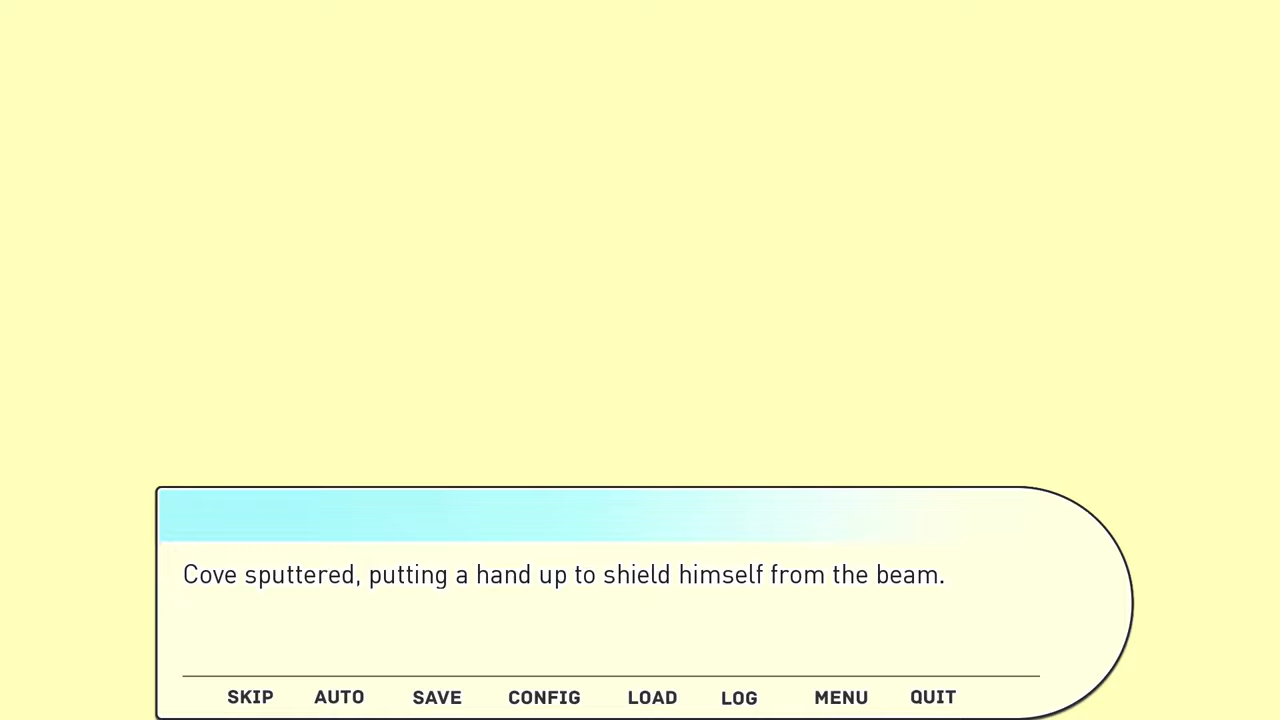 Cove sputtered, putting a hand up to shield himself from the beam.
SKIP AUTO SAVE CONFIG LOAD LOG MENU QUIT